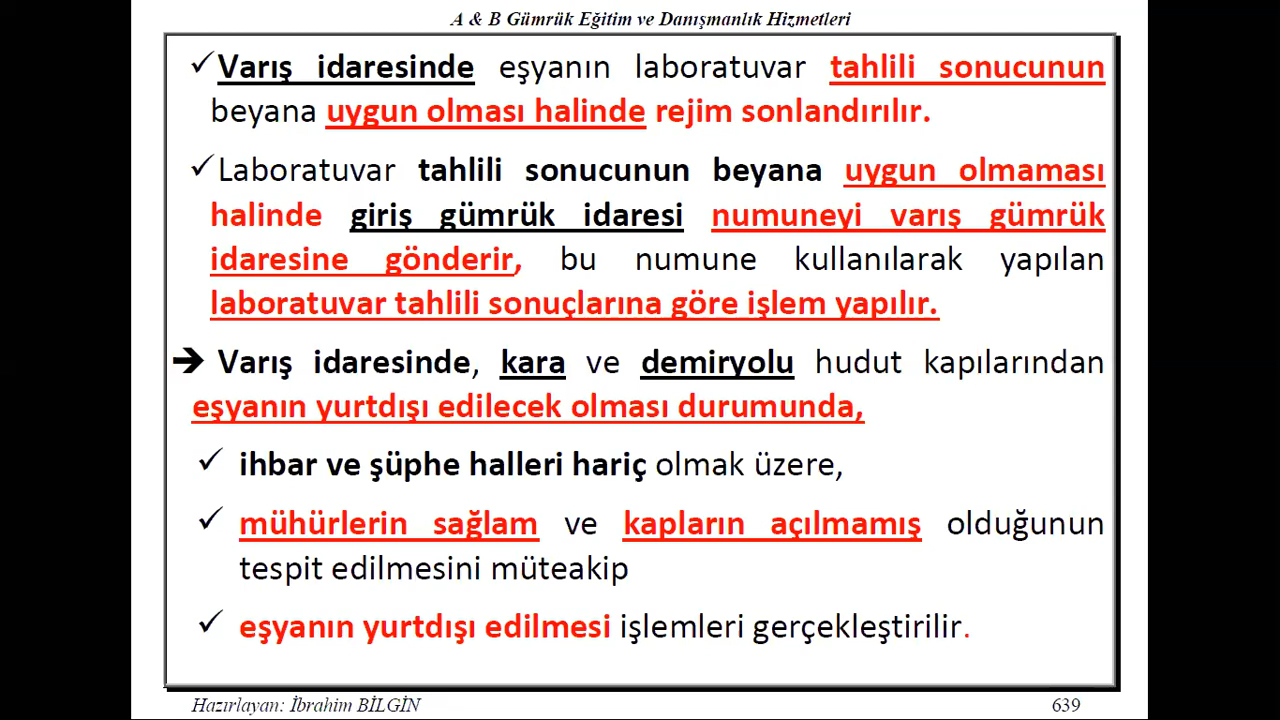 A & B Gümrük Eğitim ve Danışmanlık Hizmetleri
✓Varış idaresinde eşyanın laboratuvar tahlili sonucunun
beyana uygun olması halinde rejim sonlandırılır.
✓Laboratuvar tahlili sonucunun beyana uygun olmaması
halinde giriş gümrük idaresi numuneyi varış gümrük
idaresine gönderir, bu numune kullanılarak yapılan
laboratuvar tahlili sonuçlarına göre işlem yapılır.
➔ Varış idaresinde, kara ve demiryolu hudut kapılarından
eşyanın yurtdışı edilecek olması durumunda,
✓ ihbar ve şüphe halleri hariç olmak üzere,
✓ mühürlerin sağlam ve kapların açılmamış olduğunun
tespit edilmesini müteakip
✓ eşyanın yurtdışı edilmesi işlemleri gerçekleştirilir.
Hazırlayan: İbrahim BİLGİN 639